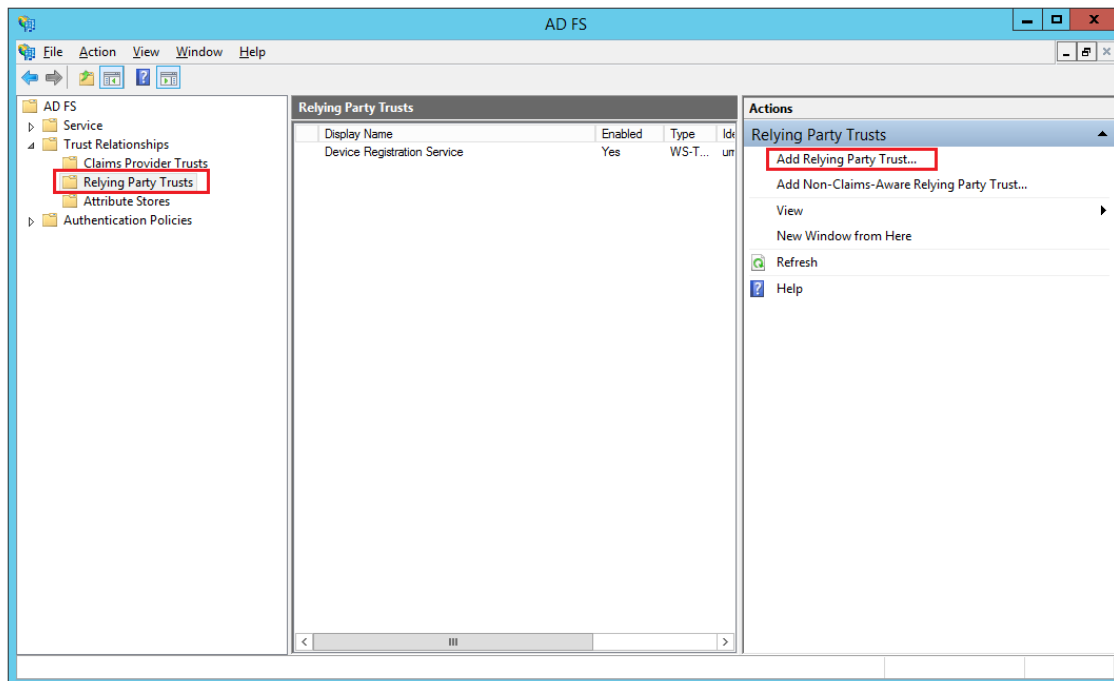 AD FS
File Action View Window Help
AD FS
Service
Trust Relationships
Claims Provider Trusts
Relying Party Trusts
Attribute Stores
Authentication Policies
Relying Party Trusts
Display Name Enabled Type Ide
Device Registration Service Yes WS-T... urr
Actions
Relying Party Trusts
Add Relying Party Trust...
Add Non-Claims-Aware Relying Party Trust...
View
New Window from Here
Refresh
Help